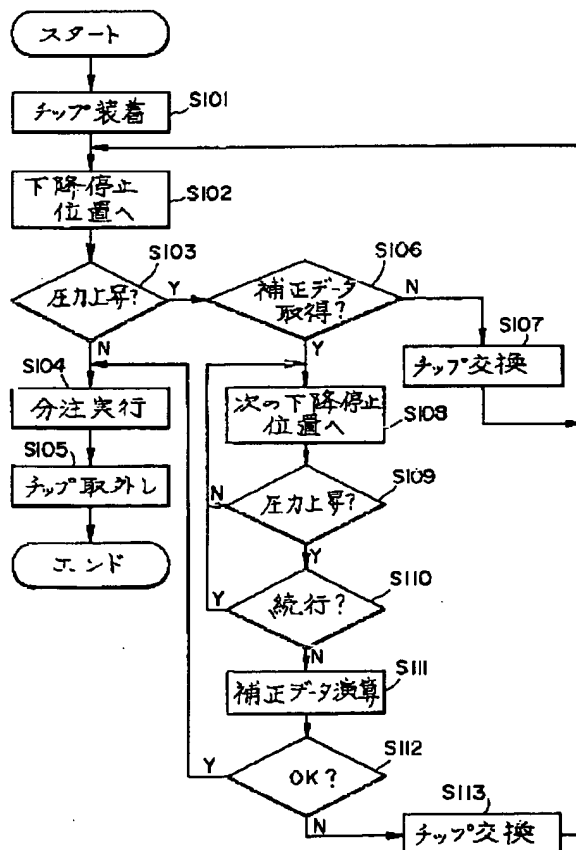 スタート
チップ装着
S101
下降停止
位置へ
S102
圧力上昇?
S103
Y
N
補正データ
取得?
S106
N
Y
チップ交換
S107
S104
分注実行
S105
チップ取外し
エンド
次の下降停止
位置へ
S108
圧力上昇?
S109
N
Y
続行?
S110
Y
N
補正データ演算
S111
OK?
S112
Y
N
S113
チップ交換